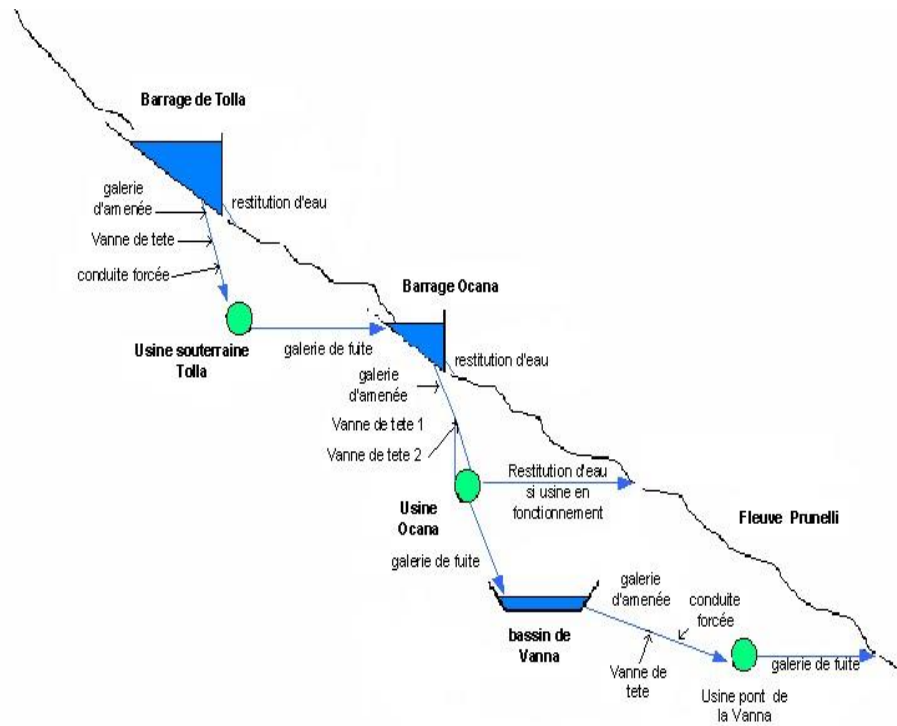 Barrage de Tolla
galerie
d'amenée
restitution d'eau
Vanne de tete
conduite forcée
Barrage Ocana
Usine souterraine
Tolla
galerie de fuite
restitution d'eau
galerie
d'amenée
Vanne de tete 1
Vanne de tete 2
Restitution d'eau
si usine en
fonctionnement
Usine
Ocana
Fleuve Prunelli
galerie de fuite
galerie
d'amenée
conduite
forcée
bassin de
Vanna
Vanne de
tete
galerie de fuite
Usine pont de
la Vanna